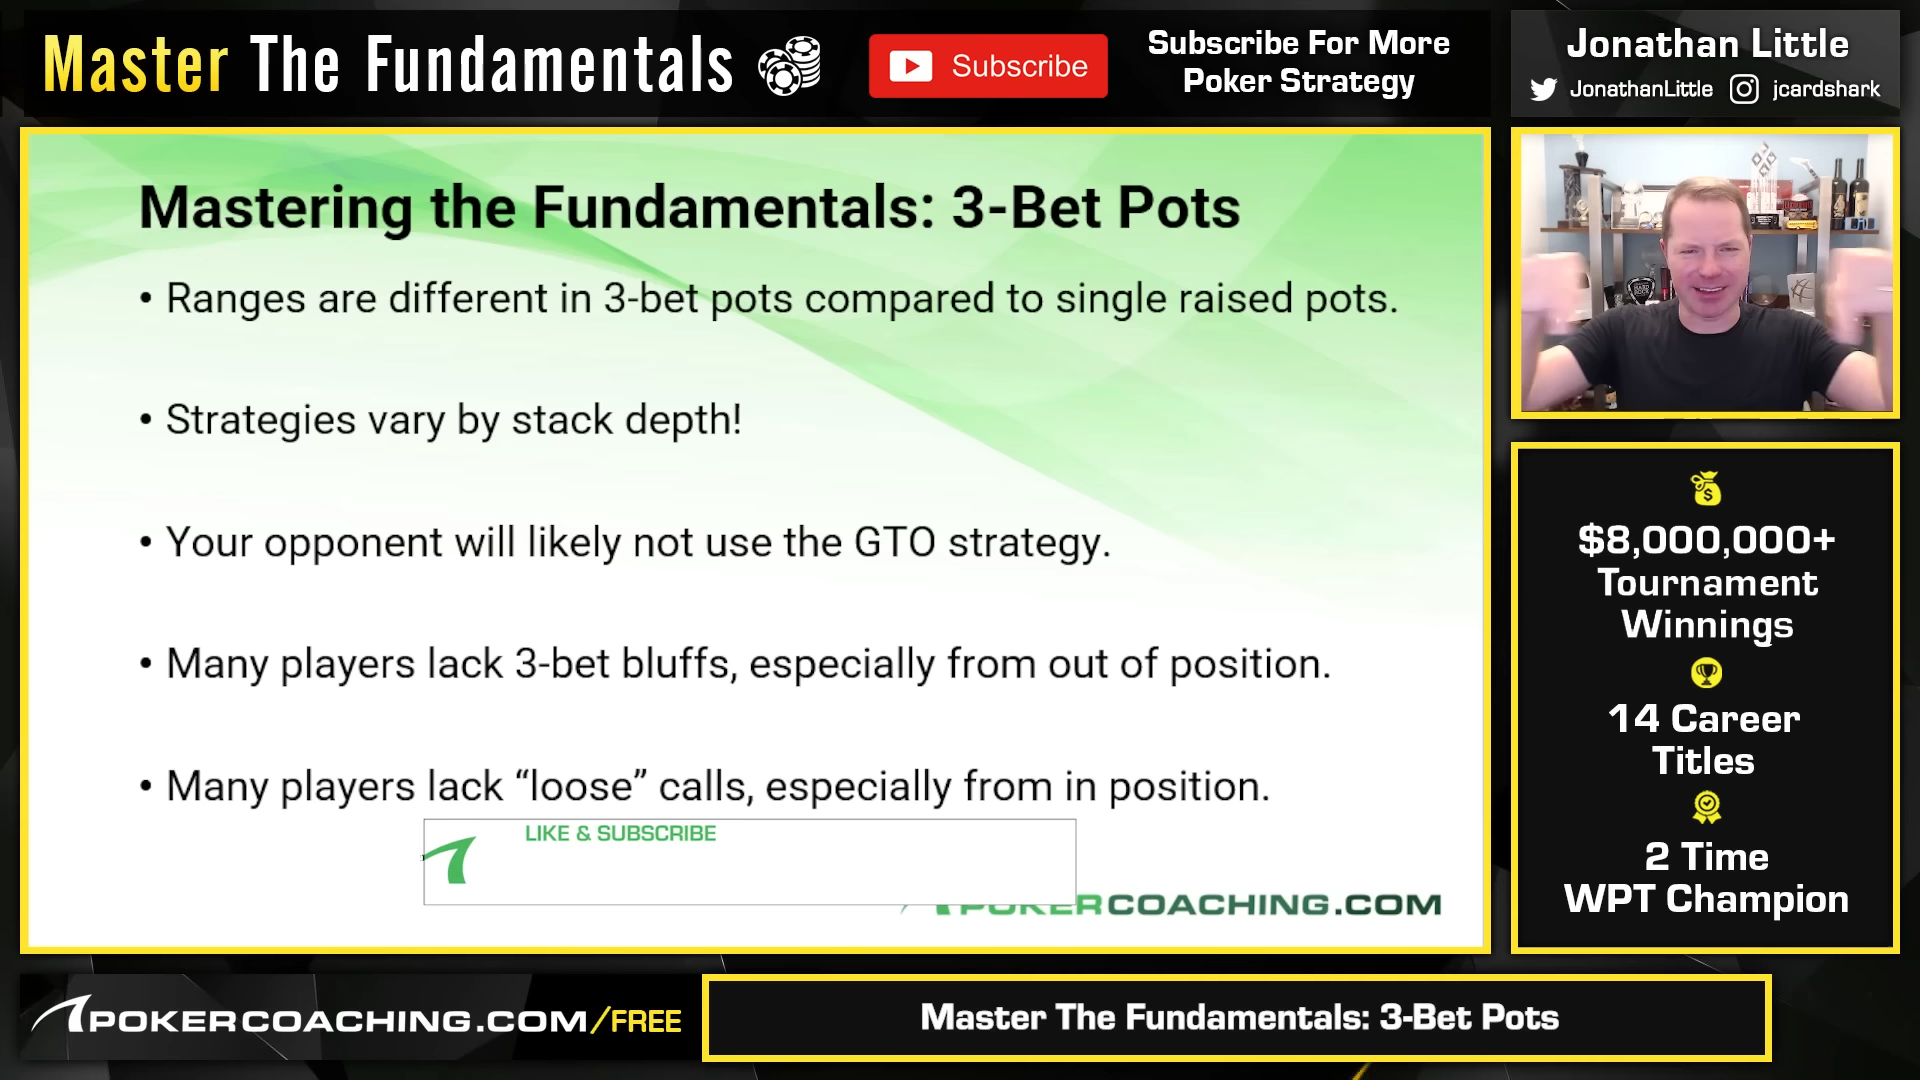 Master The Fundamentals
Subscribe
Subscribe For More
Poker Strategy
Jonathan Little
JonathanLittle jcardshark
Mastering the Fundamentals: 3-Bet Pots
• Ranges are different in 3-bet pots compared to single raised pots.
• Strategies vary by stack depth!
• Your opponent will likely not use the GTO strategy.
• Many players lack 3-bet bluffs, especially from out of position.
• Many players lack “loose” calls, especially from in position.
LIKE & SUBSCRIBE
POKERCOACHING.COM
$8,000,000+
Tournament
Winnings
14 Career
Titles
2 Time
WPT Champion
POKERCOACHING.COM/FREE
Master The Fundamentals: 3-Bet Pots